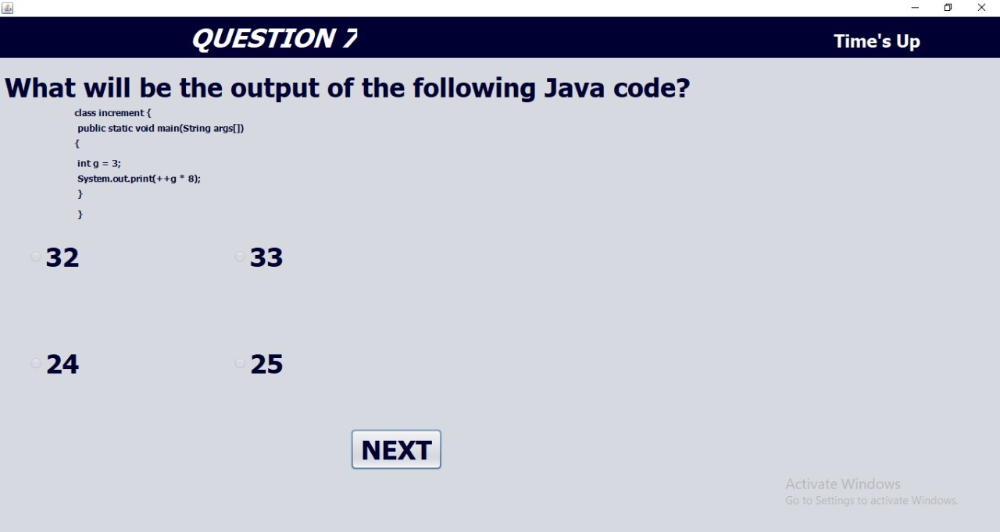 QUESTION 7
Time's Up
What will be the output of the following Java code?
class increment {
public static void main(String args[])
{
int g = 3;
System.out.print(++g * 8);
}
}
32
33
24
25
NEXT
Activate Windows
Go to Settings to activate Windows.